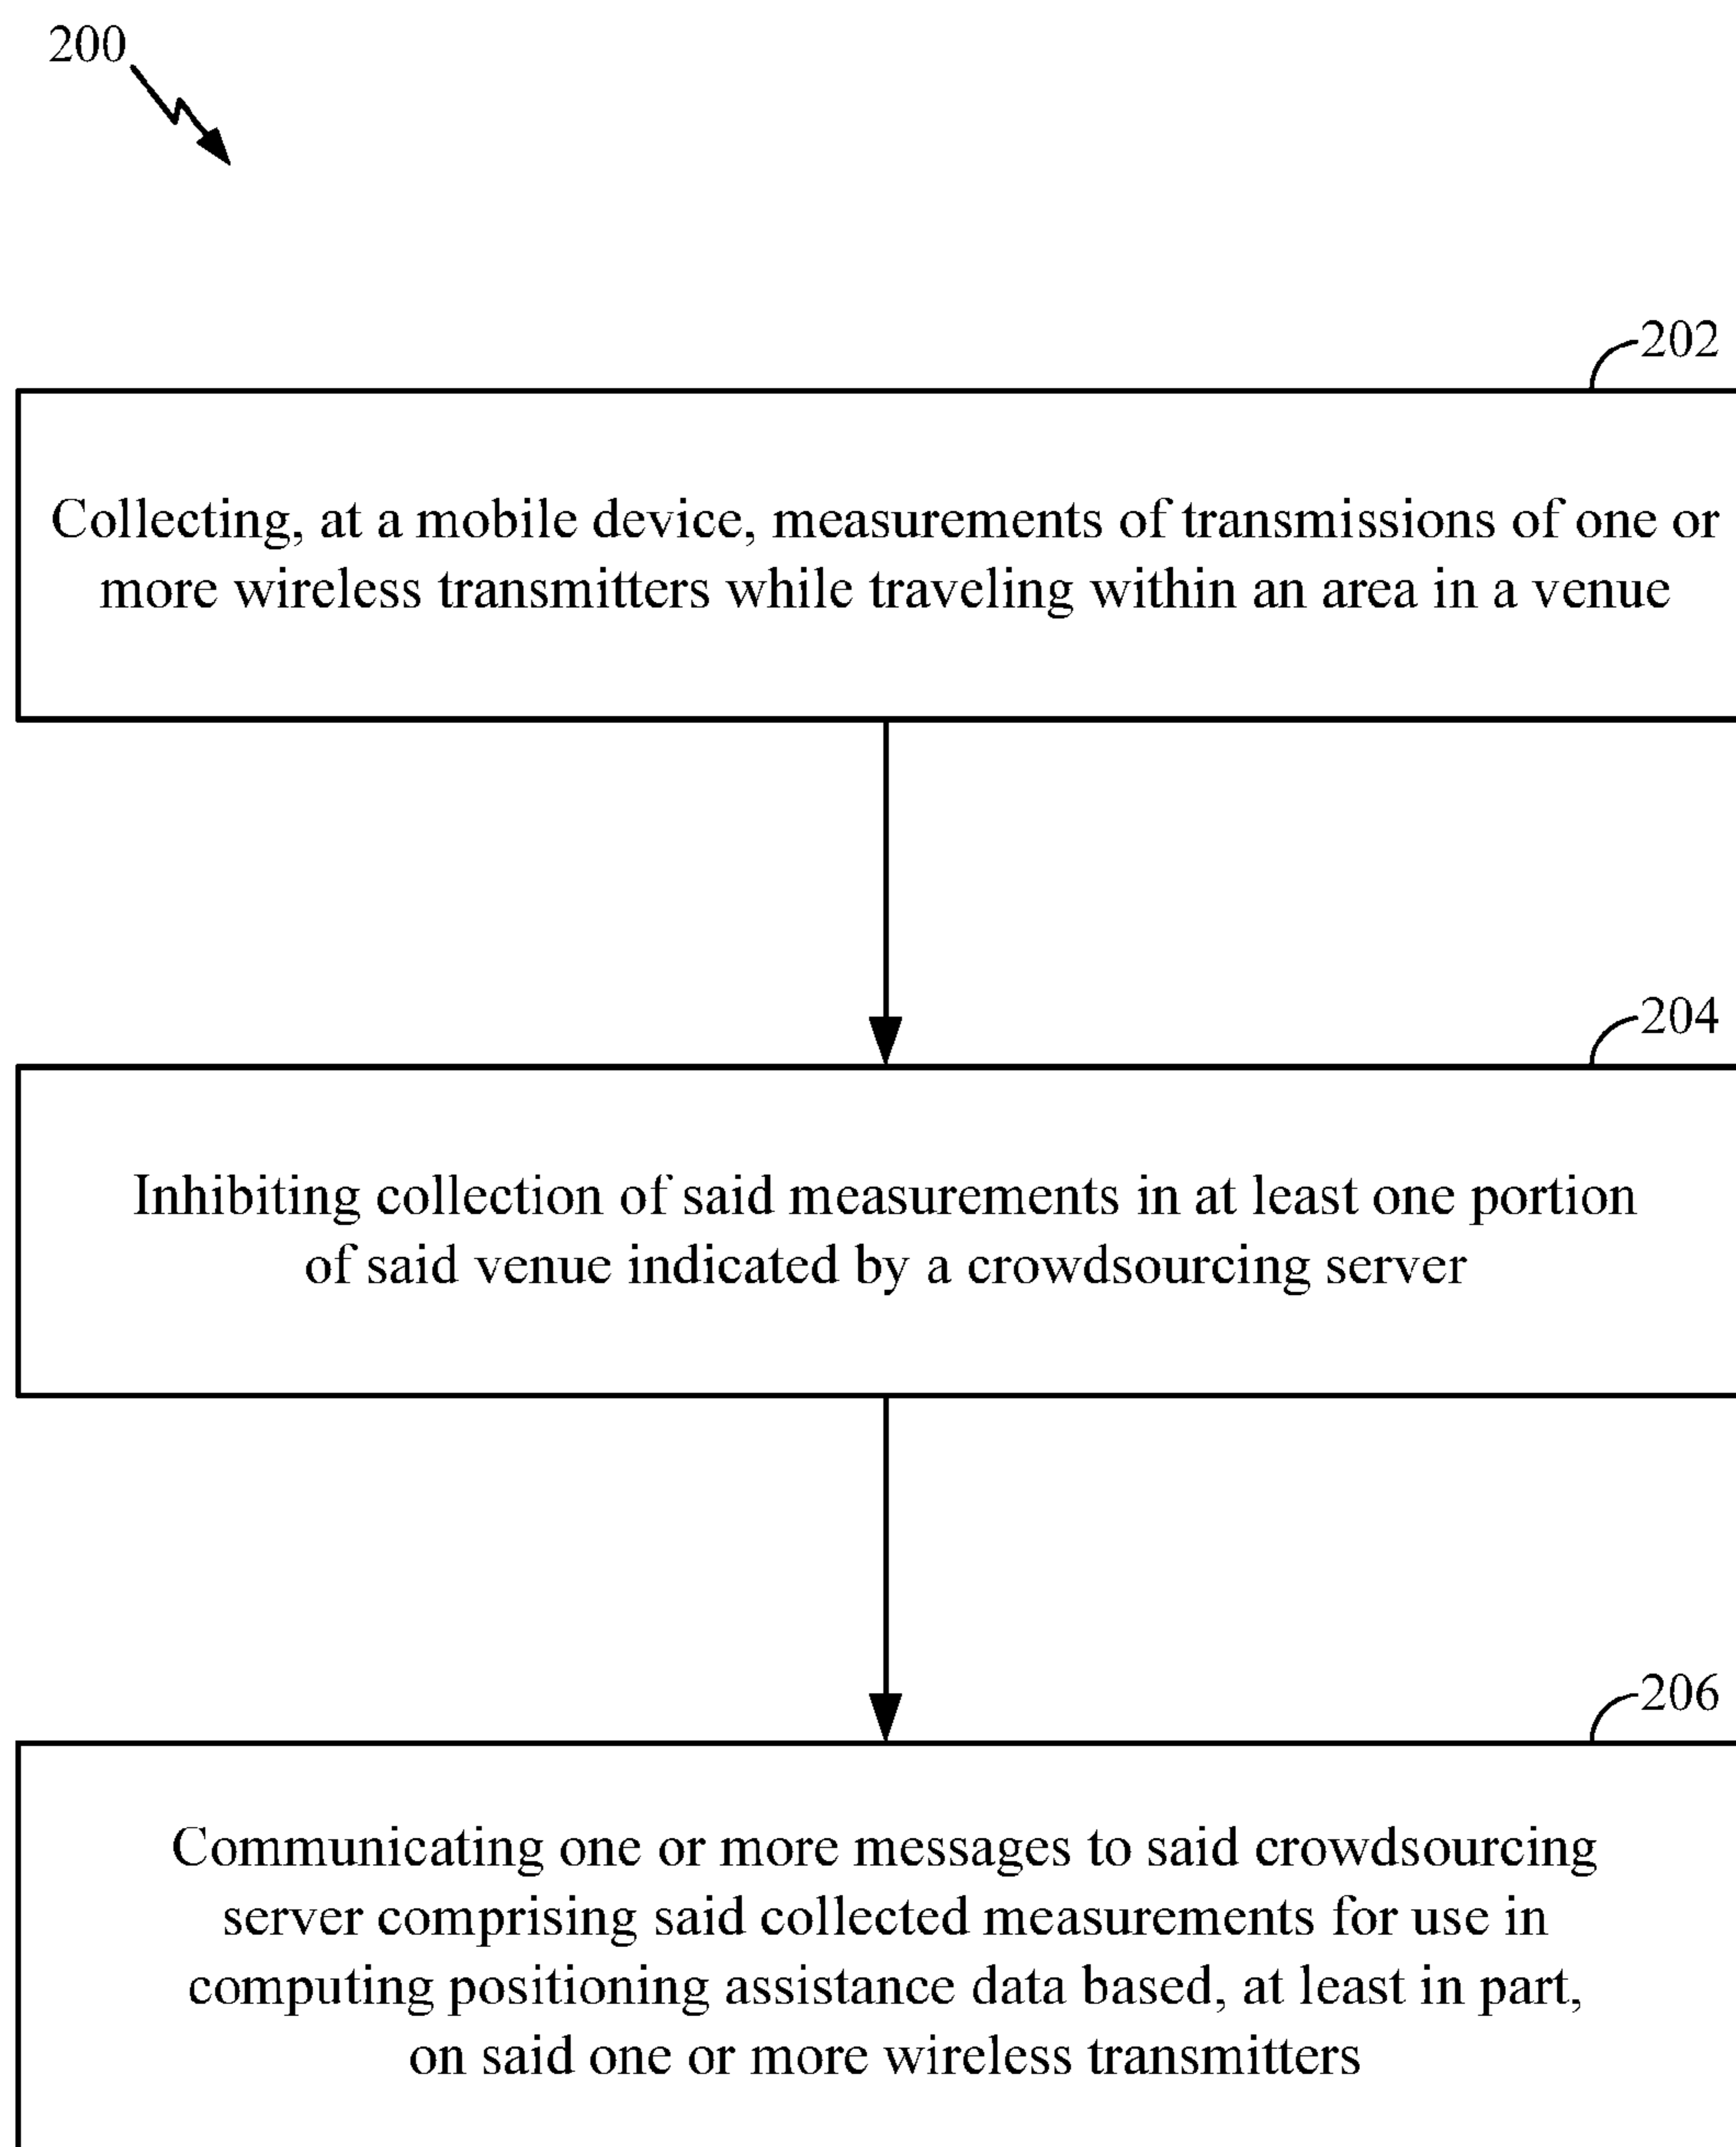 200
202
Collecting, at a mobile device, measurements of transmissions of one or
more wireless transmitters while traveling within an area in a venue
204
Inhibiting collection of said measurements in at least one portion
of said venue indicated by a crowdsourcing server
206
Communicating one or more messages to said crowdsourcing
server comprising said collected measurements for use in
computing positioning assistance data based, at least in part,
on said one or more wireless transmitters